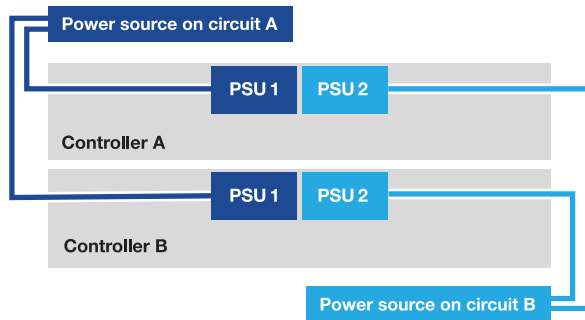 Power source on circuit A
PSU 1 PSU 2
Controller A
PSU 1 PSU 2
Controller B
Power source on circuit B